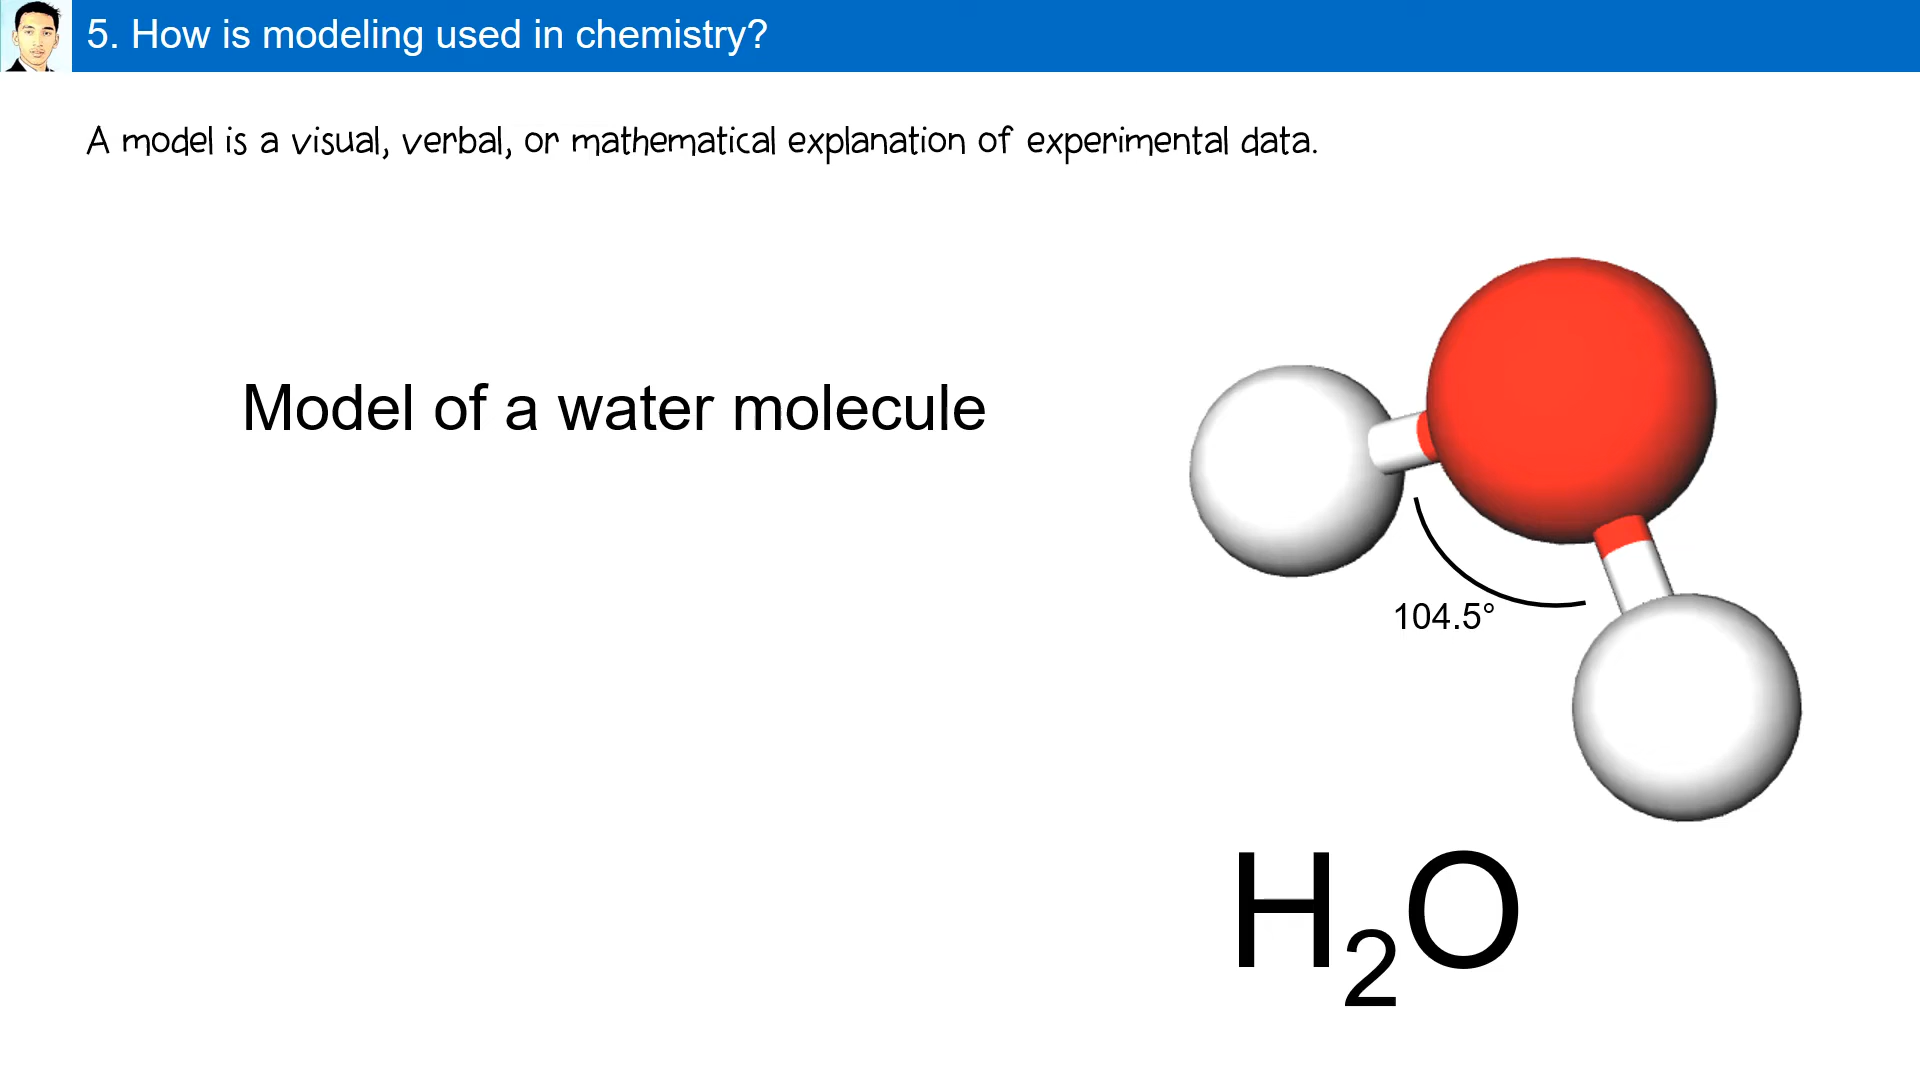 5. How is modeling used in chemistry?
A model is a visual, verbal, or mathematical explanation of experimental data.
Model of a water molecule
104.5°
H₂O